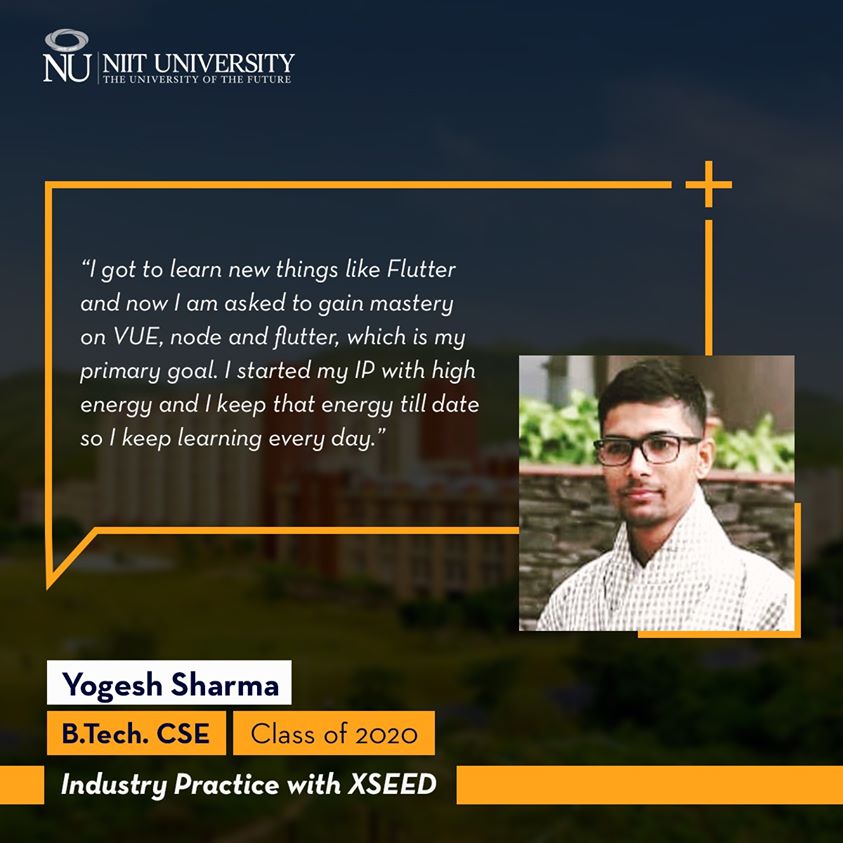 NU NIIT UNIVERSITY
THE UNIVERSITY OF THE FUTURE
“I got to learn new things like Flutter
and now I am asked to gain mastery
on VUE, node and flutter, which is my
primary goal. I started my IP with high
energy and I keep that energy till date
so I keep learning every day.”
Yogesh Sharma
B.Tech. CSE Class of 2020
Industry Practice with XSEED